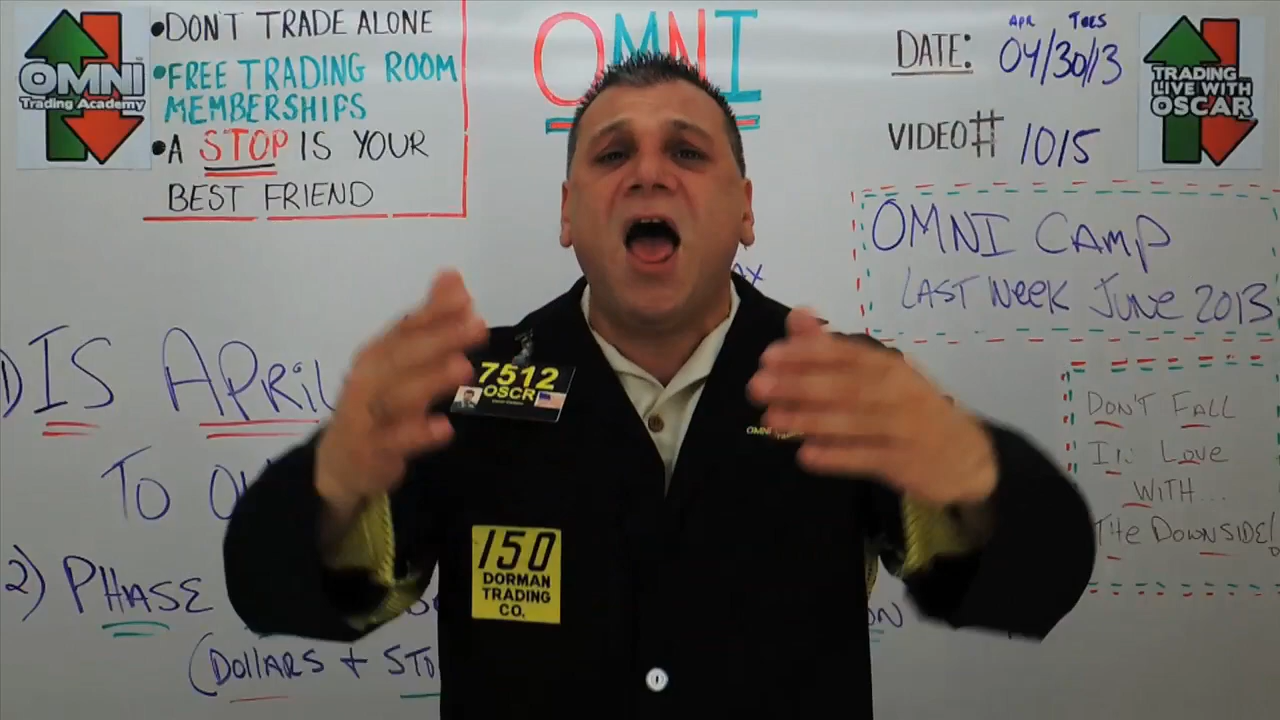 OMNI
Trading Academy
•DON'T TRADE ALONE
•FREE TRADING ROOM
MEMBERSHIPS
•A STOP IS YOUR
BEST FRIEND
OMNI
DATE: APR TUES
04/30/13
VIDEO# 1015
TRADING
LIVE WITH
OSCAR
OMNI CAMP
LAST WEEK JUNE 2013
DON'T FALL
IN LOVE
WITH...
THE DOWNSIDE!
IS APRIL
TO
2) PHASE
(DOLLARS +
7512
OSCR
150
DORMAN
TRADING
CO.